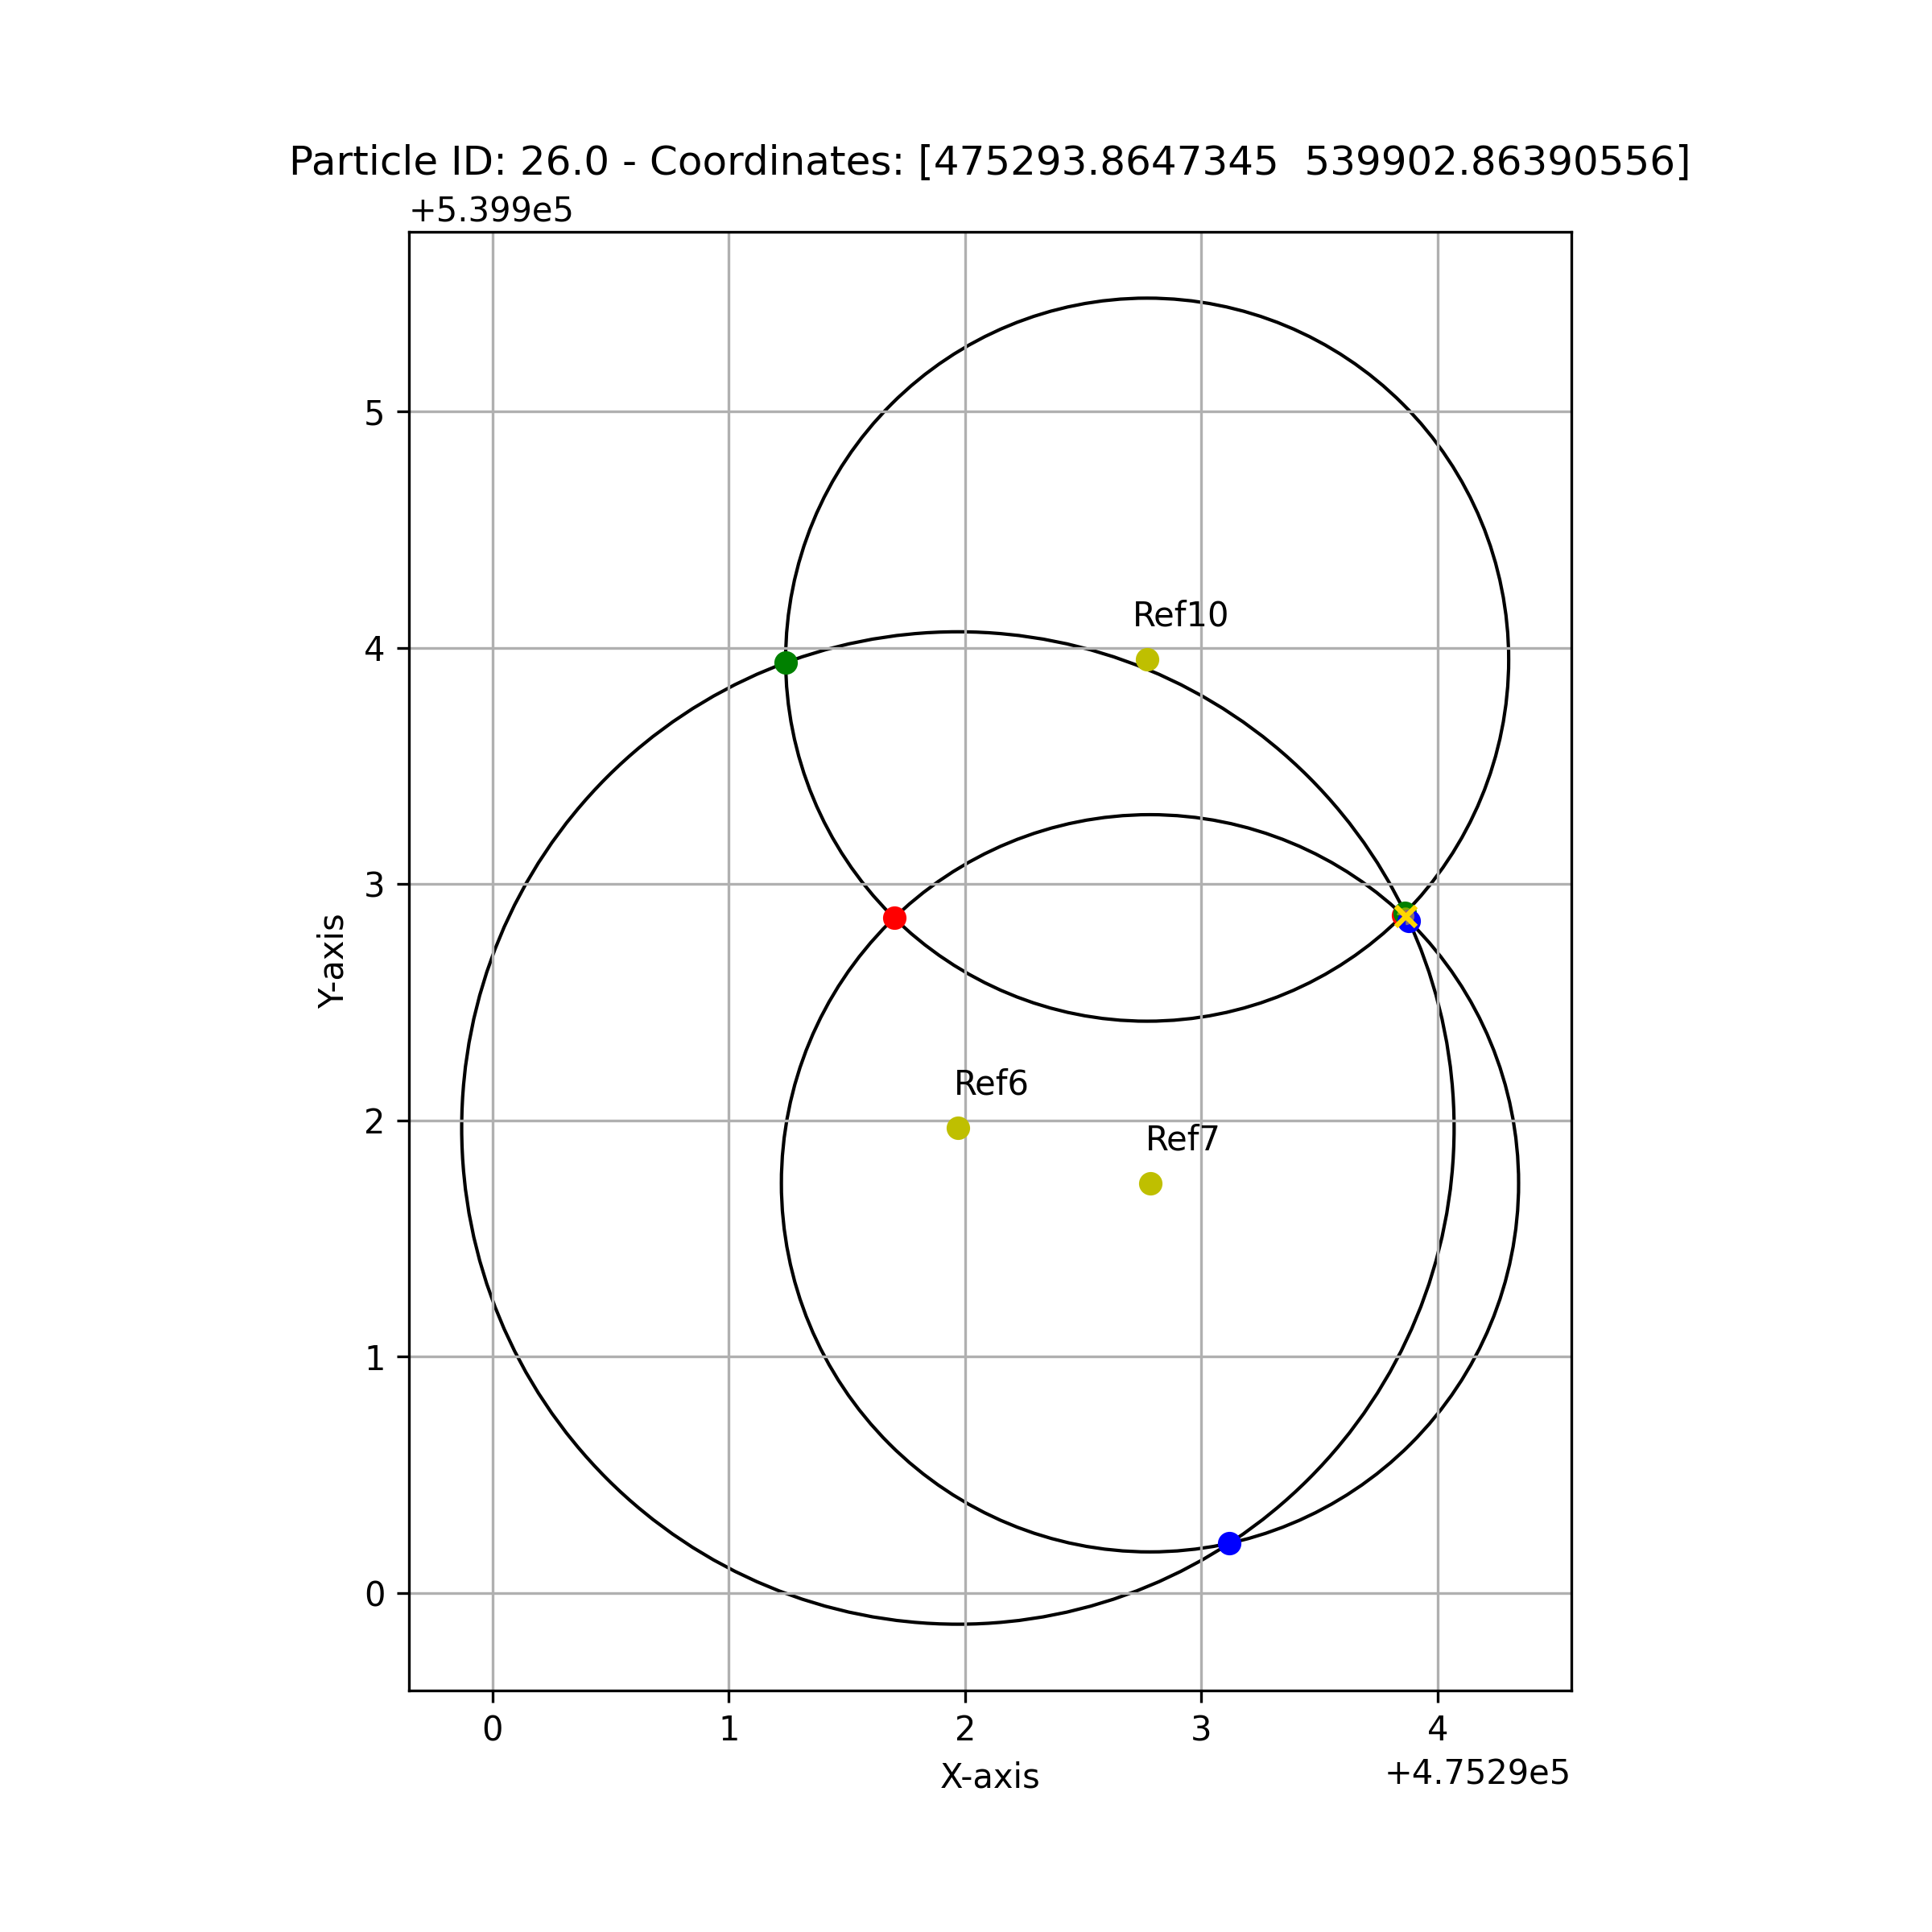 Particle ID: 26.0 - Coordinates: [475293.8647345  539902.86390556]
+5.399e5
5
Ref10
4
3
Y-axis
Ref6
2
Ref7
1
0
0 1 2 3 4
X-axis
+4.7529e5